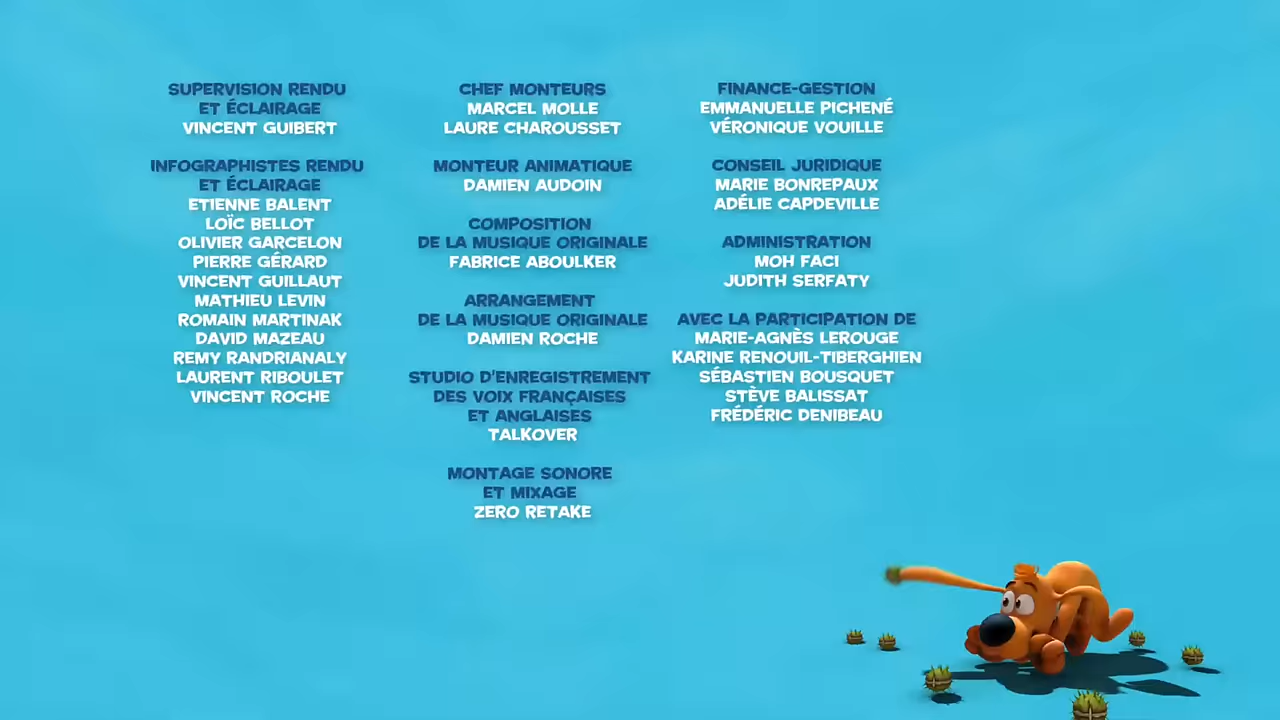 SUPERVISION RENDU
ET ÉCLAIRAGE
VINCENT GUIBERT
INFOGRAPHISTES RENDU
ET ÉCLAIRAGE
ETIENNE BALENT
LOÏC BELLOT
OLIVIER GARCELON
PIERRE GÉRARD
VINCENT GUILLAUT
MATHIEU LEVIN
ROMAIN MARTINAK
DAVID MAZEAU
REMY RANDRIANALY
LAURENT RIBOULET
VINCENT ROCHE
CHEF MONTEURS
MARCEL MOLLE
LAURE CHAROUSSET
MONTEUR ANIMATIQUE
DAMIEN AUDOIN
COMPOSITION
DE LA MUSIQUE ORIGINALE
FABRICE ABOULKER
ARRANGEMENT
DE LA MUSIQUE ORIGINALE
DAMIEN ROCHE
STUDIO D'ENREGISTREMENT
DES VOIX FRANÇAISES
ET ANGLAISES
TALKOVER
MONTAGE SONORE
ET MIXAGE
ZERO RETAKE
FINANCE-GESTION
EMMANUELLE PICHENÉ
VÉRONIQUE VOUILLE
CONSEIL JURIDIQUE
MARIE BONREPAUX
ADÉLIE CAPDEVILLE
ADMINISTRATION
MOH FACI
JUDITH SERFATY
AVEC LA PARTICIPATION DE
MARIE-AGNÈS LEROUGE
KARINE RENOUIL-TIBERGHIEN
SÉBASTIEN BOUSQUET
STÈVE BALISSAT
FRÉDÉRIC DENIBEAU